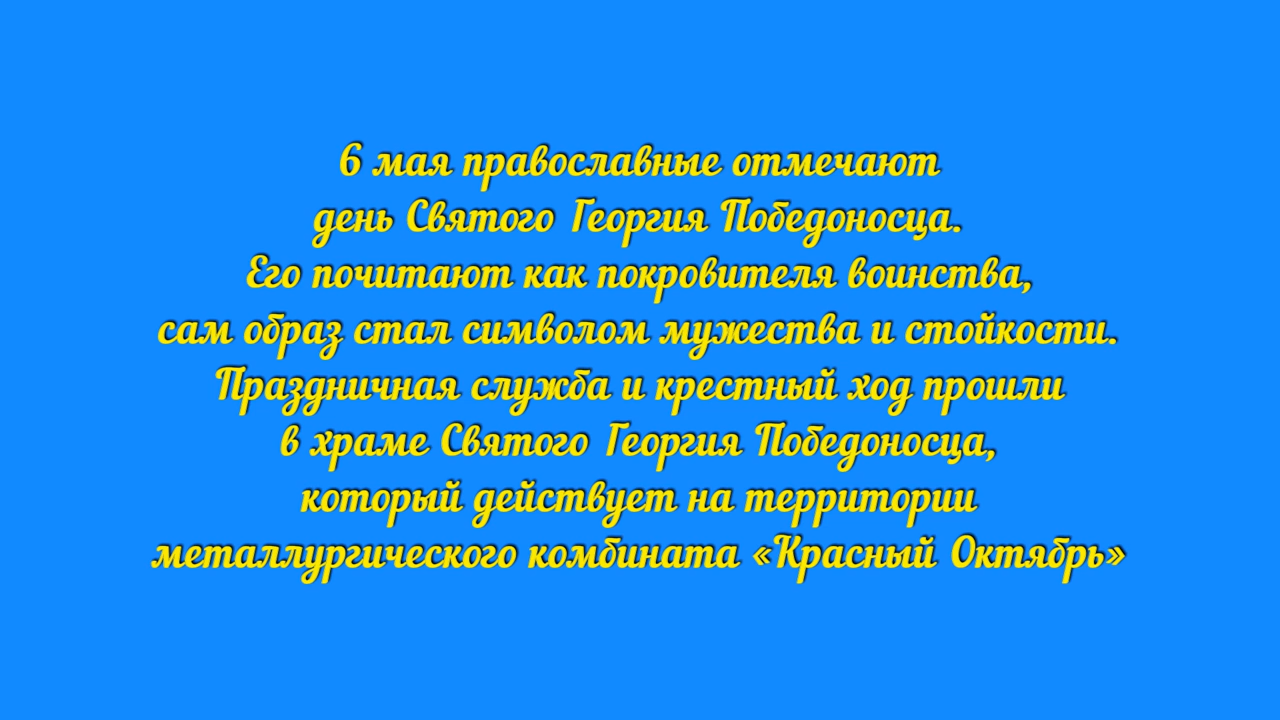 6 мая православные отмечают
день Святого Георгия Победоносца.
Его почитают как покровителя воинства,
сам образ стал символом мужества и стойкости.
Праздничная служба и крестный ход прошли
в храме Святого Георгия Победоносца,
который действует на территории
металлургического комбината «Красный Октябрь»